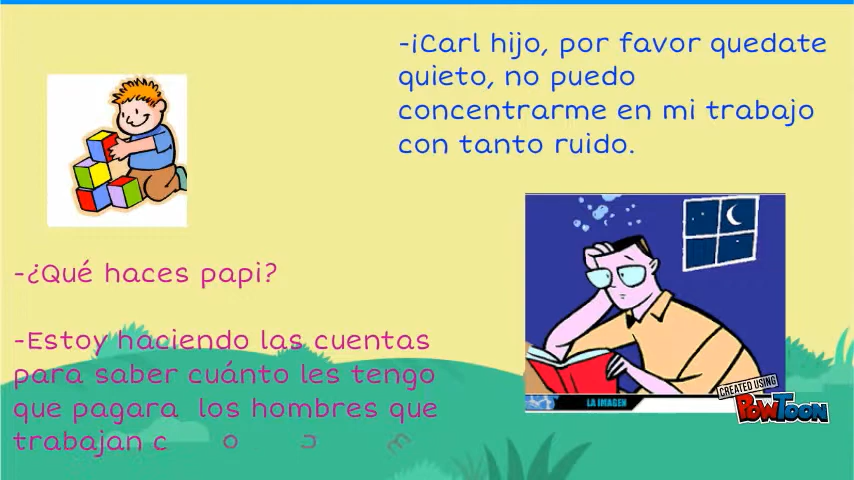 -¡Carl hijo, por favor quedate
quieto, no puedo
concentrarme en mi trabajo
con tanto ruido.
-¿Qué haces papi?
-Estoy haciendo las cuentas
para saber cuánto les tengo
que pagara los hombres que
trabajan c
LA IMAGEN
CREATED USING
POWTOON